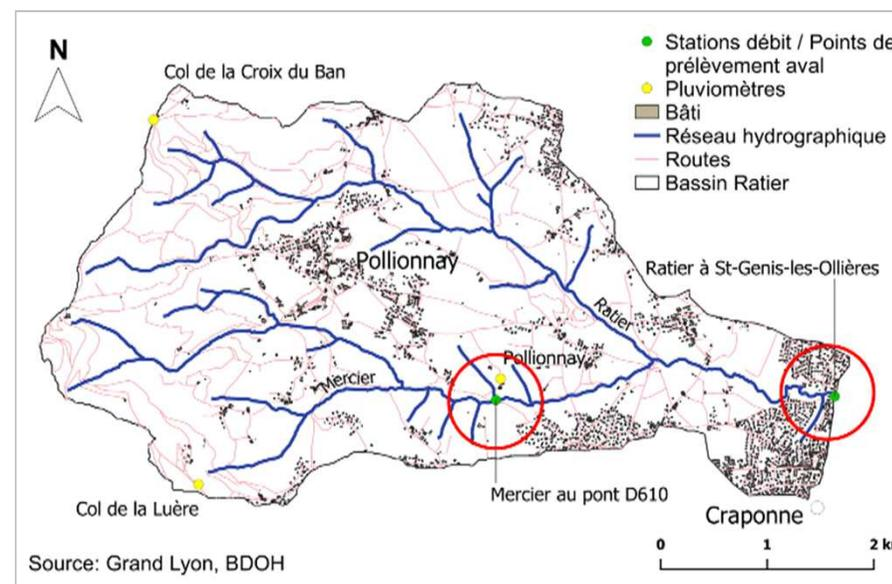 N
Col de la Croix du Ban
Stations débit / Points de
prélèvement aval
Pluviomètres
Bâti
Réseau hydrographique
Routes
Bassin Ratier
Pollionnay
Ratier à St-Genis-les-Ollières
Ratier
Pollionnay
Mercier
Mercier au pont D610
Col de la Luère
Craponne
Source: Grand Lyon, BDOH
0 1 2 k